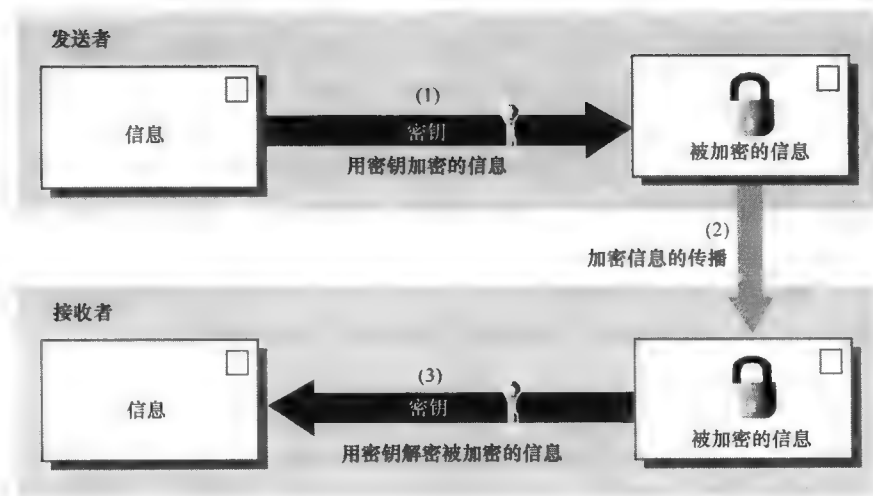 发送者
信息
(1)
密钥
用密钥加密的信息
被加密的信息
(2)
加密信息的传播
接收者
信息
(3)
密钥
用密钥解密被加密的信息
被加密的信息